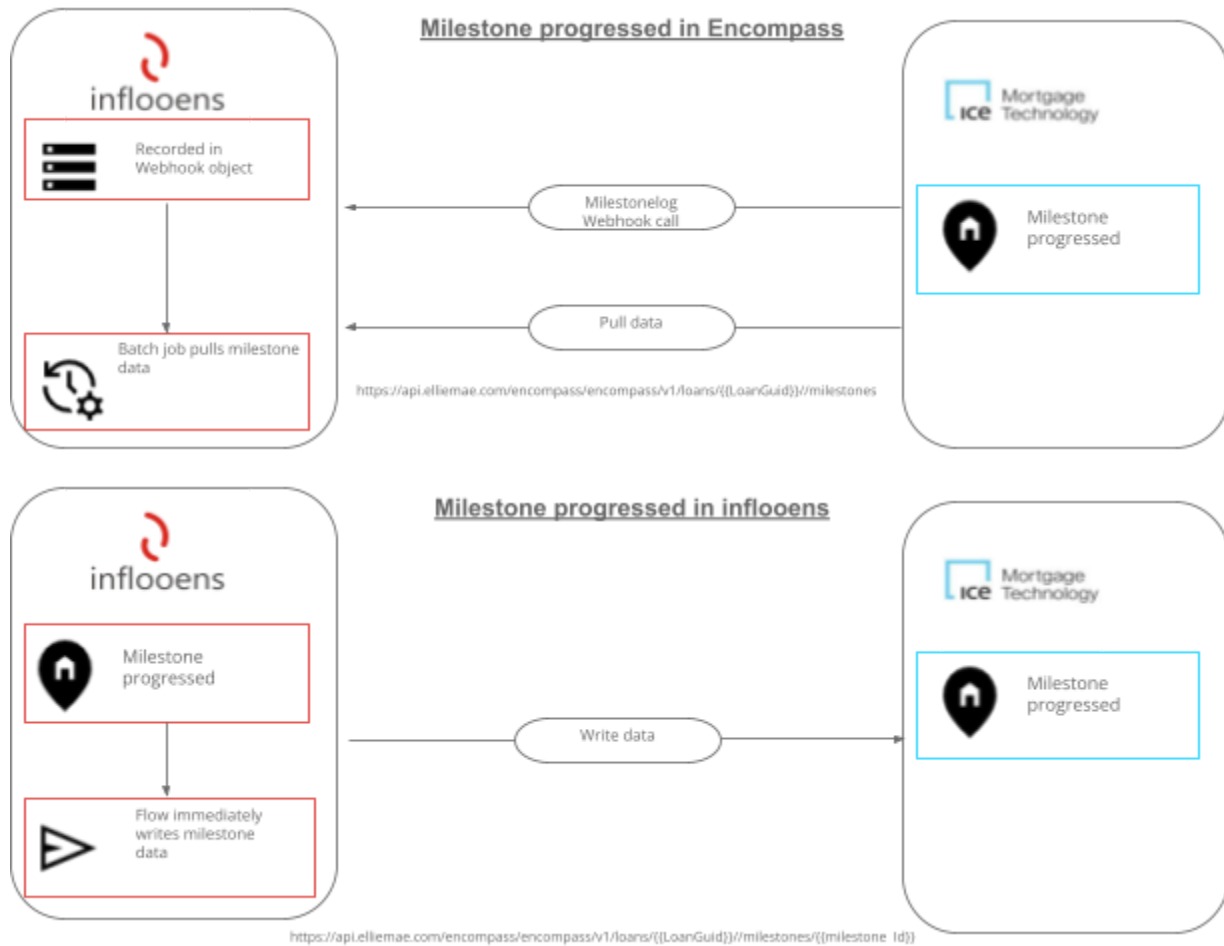 Milestone progressed in Encompass
inflooens
ICE Mortgage
Technology
Recorded in
Webhook object
Milestonelog
Webhook call
Milestone
progressed
Pull data
Batch job pulls milestone
data
https://api.elliemae.com/encompass/encompass/v1/loans/{{LoanGuid}}//milestones
Milestone progressed in inflooens
inflooens
ICE Mortgage
Technology
Milestone
progressed
Milestone
progressed
Write data
Flow immediately
writes milestone
data
https://api.elliemae.com/encompass/encompass/v1/loans/{{LoanGuid}}//milestones/{{milestone_Id}}